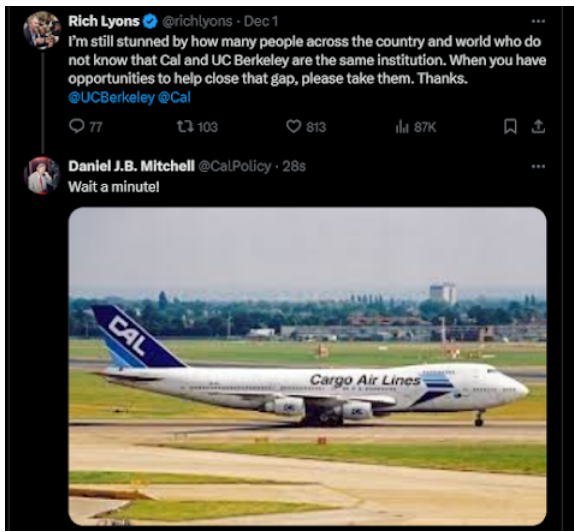 Rich Lyons @richlyons · Dec 1
I'm still stunned by how many people across the country and world who do
not know that Cal and UC Berkeley are the same institution. When you have
opportunities to help close that gap, please take them. Thanks.
@UCBerkeley @Cal
77 103 813 87K
Daniel J.B. Mitchell @CalPolicy · 28s
Wait a minute!
CAL
Cargo Air Lines